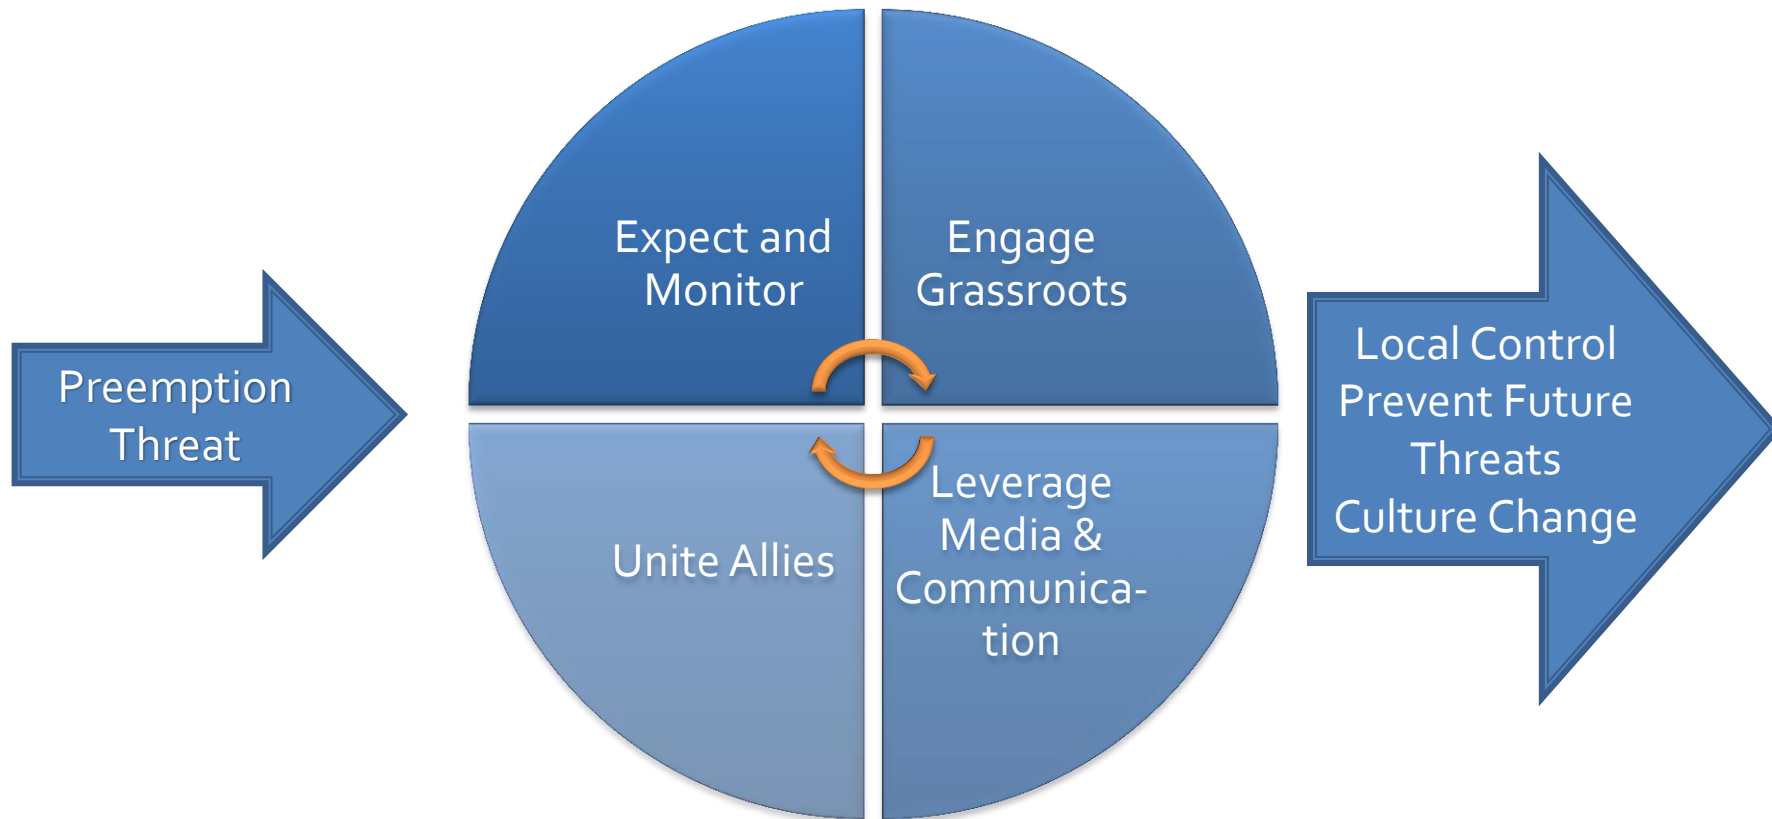 Preemption
Threat
Expect and
Monitor
Engage
Grassroots
Unite Allies
Leverage
Media &
Communica-
tion
Local Control
Prevent Future
Threats
Culture Change